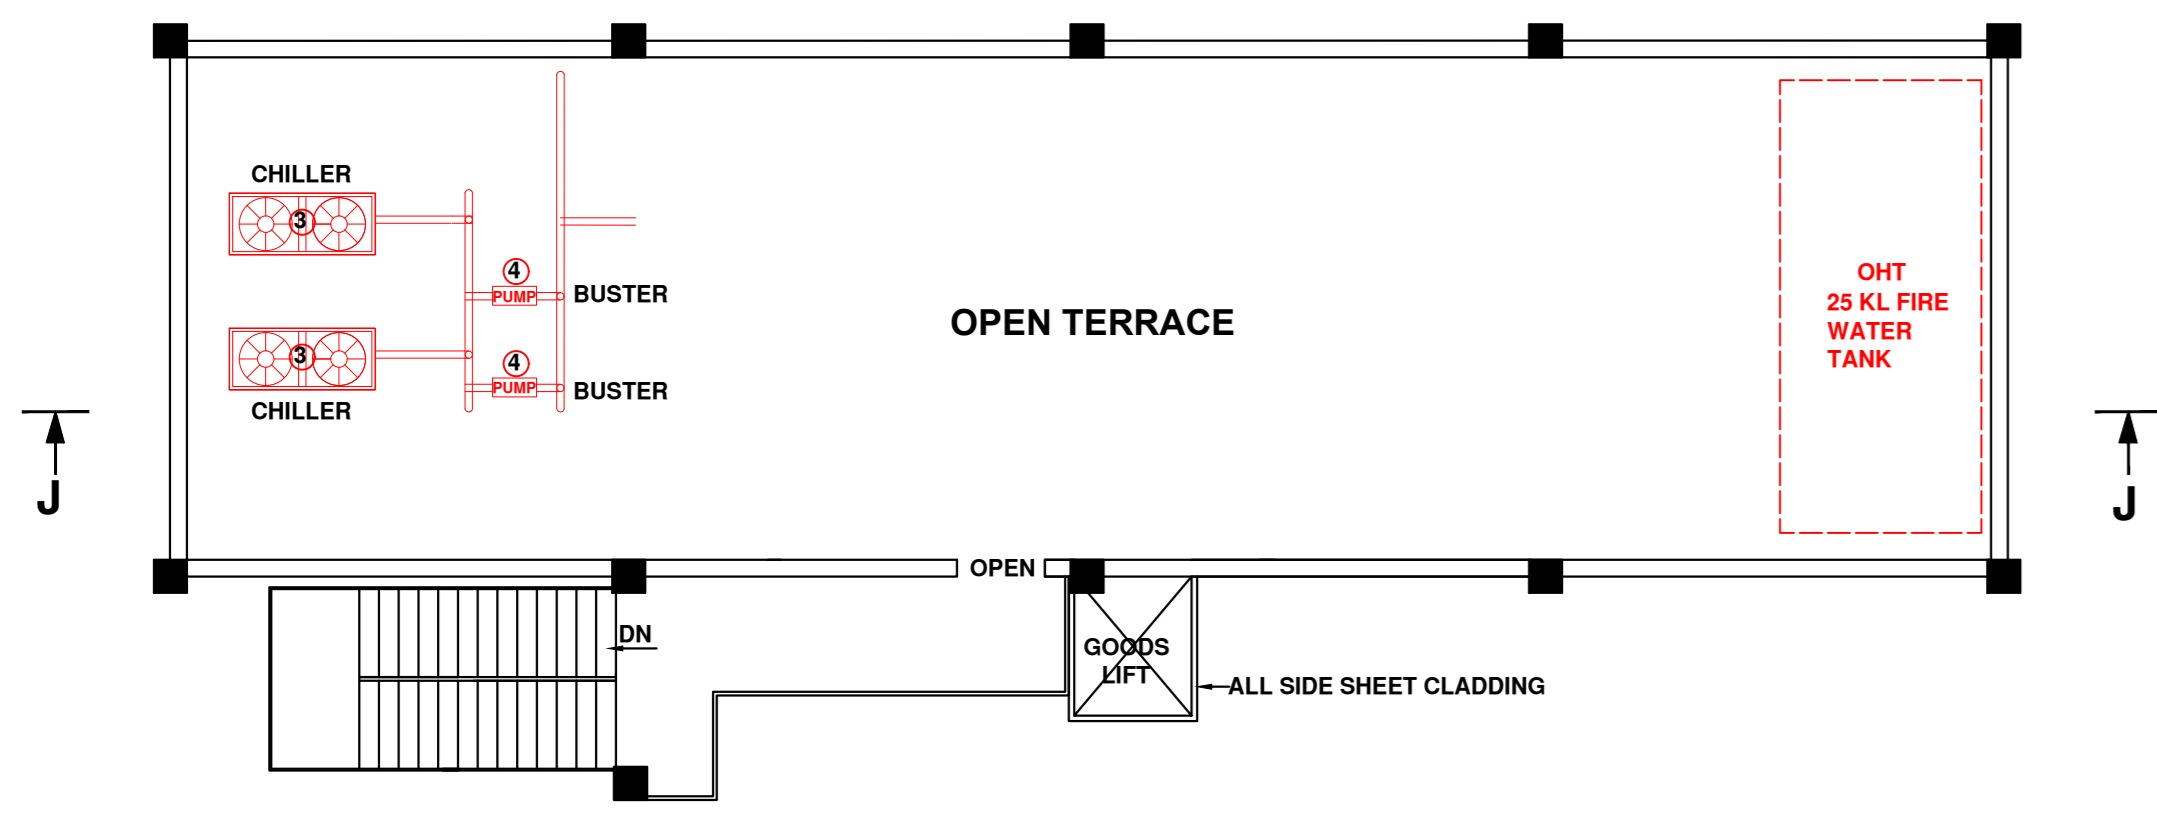 CHILLER
3
4
PUMP
BUSTER
3
4
PUMP
BUSTER
CHILLER
OPEN TERRACE
OHT
25 KL FIRE
WATER
TANK
J
J
OPEN
DN
GOODS
LIFT
ALL SIDE SHEET CLADDING